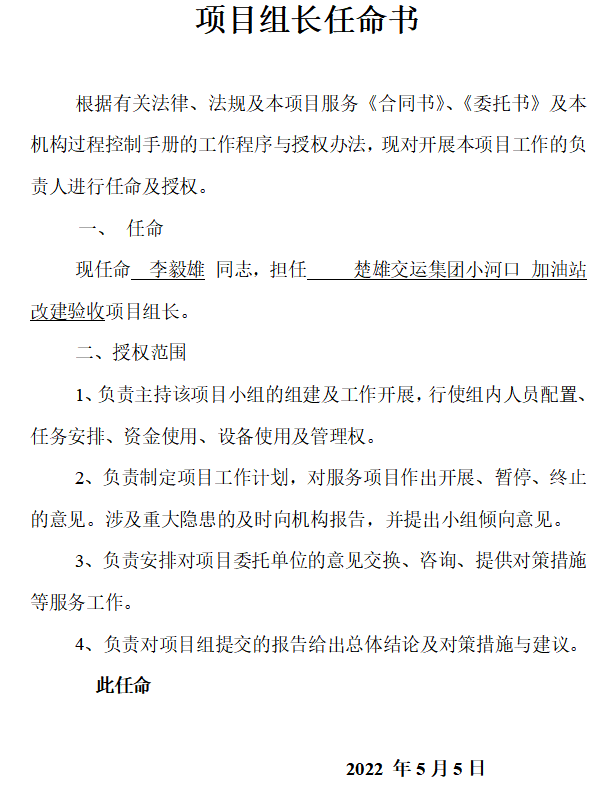 项目组长任命书
根据有关法律、法规及本项目服务《合同书》、《委托书》及本
机构过程控制手册的工作程序与授权办法，现对开展本项目工作的负
责人进行任命及授权。
一、 任命
现任命 李毅雄 同志，担任 楚雄交运集团小河口 加油站
改建验收项目组长。
二、授权范围
1、负责主持该项目小组的组建及工作开展，行使组内人员配置、
任务安排、资金使用、设备使用及管理权。
2、负责制定项目工作计划，对服务项目作出开展、暂停、终止
的意见。涉及重大隐患的及时向机构报告，并提出小组倾向意见。
3、负责安排对项目委托单位的意见交换、咨询、提供对策措施
等服务工作。
4、负责对项目组提交的报告给出总体结论及对策措施与建议。
此任命
2022 年 5 月 5 日